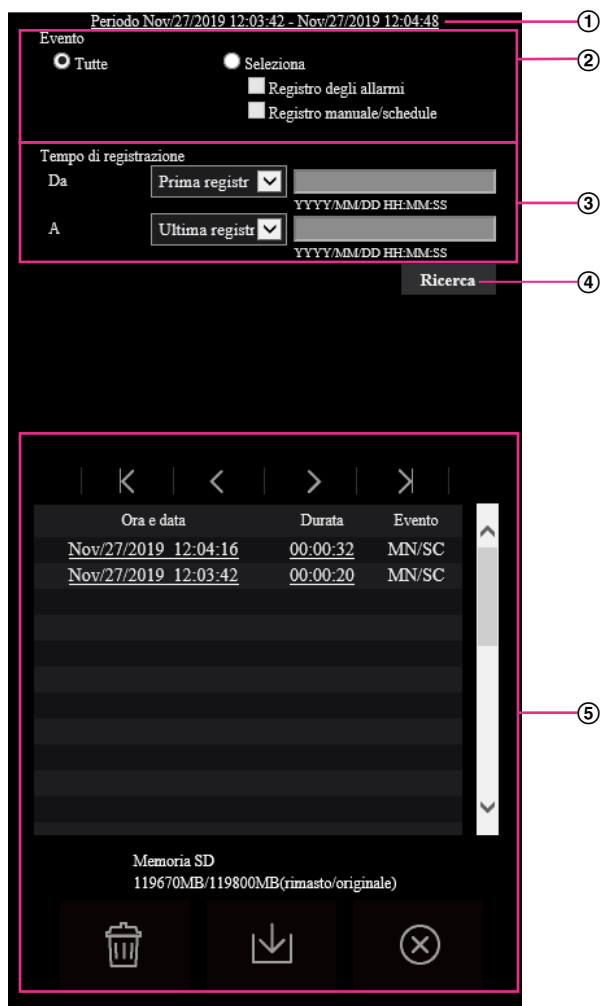 Periodo Nov/27/2019 12:03:42 - Nov/27/2019 12:04:48 ①
Evento
②
Tutte Seleziona
Registro degli allarmi
Registro manuale/schedule
Tempo di registrazione
Da Prima registr
YYYY/MM/DD HH:MM:SS
③
A Ultima registr
YYYY/MM/DD HH:MM:SS
Ricerca ④
Ora e data Durata Evento
Nov/27/2019 12:04:16 00:00:32 MN/SC
Nov/27/2019 12:03:42 00:00:20 MN/SC
⑤
Memoria SD
119670MB/119800MB(rimasto/originale)